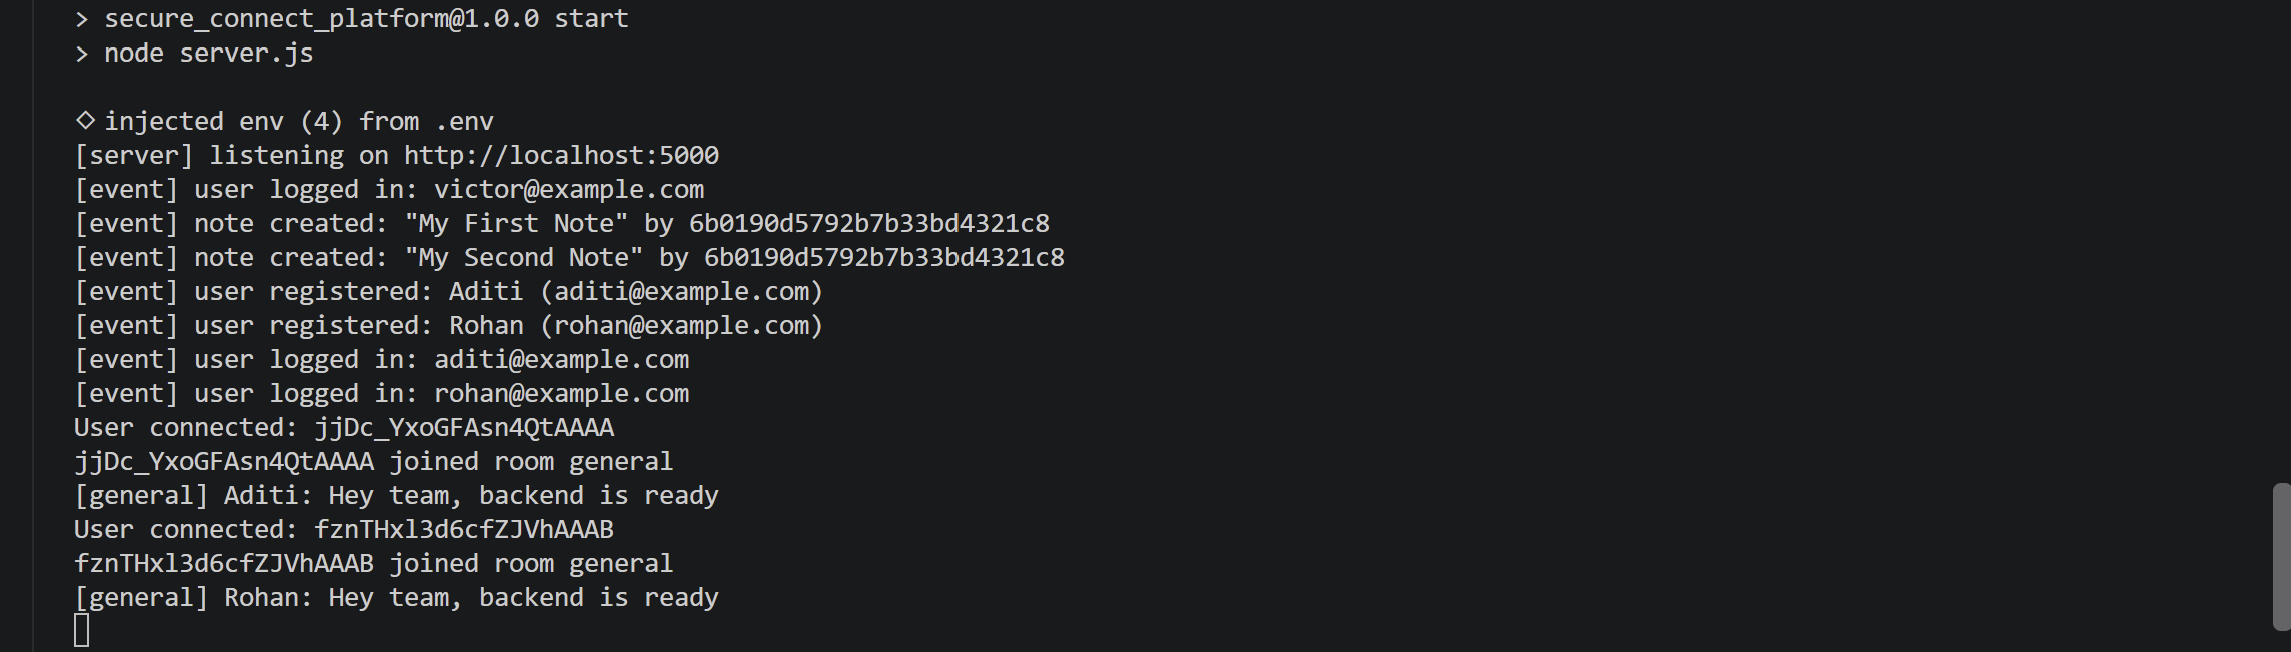 > secure_connect_platform@1.0.0 start
> node server.js
◇ injected env (4) from .env
[server] listening on http://localhost:5000
[event] user logged in: victor@example.com
[event] note created: "My First Note" by 6b0190d5792b7b33bd4321c8
[event] note created: "My Second Note" by 6b0190d5792b7b33bd4321c8
[event] user registered: Aditi (aditi@example.com)
[event] user registered: Rohan (rohan@example.com)
[event] user logged in: aditi@example.com
[event] user logged in: rohan@example.com
User connected: jjDc_YxoGFAsn4QtAAAA
jjDc_YxoGFAsn4QtAAAA joined room general
[general] Aditi: Hey team, backend is ready
User connected: fznTHxl3d6cfZJVhAAAB
fznTHxl3d6cfZJVhAAAB joined room general
[general] Rohan: Hey team, backend is ready